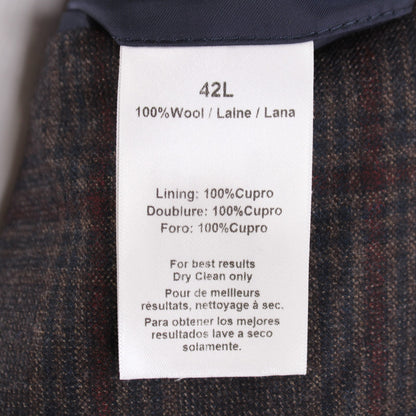 42L
100%Wool / Laine / Lana
Lining: 100%Cupro
Doublure: 100%Cupro
Foro: 100%Cupro
For best results
Dry Clean only
Pour de meilleurs
résultats, nettoyage à sec.
Para obtener los mejores
resultados lave a seco
solamente.